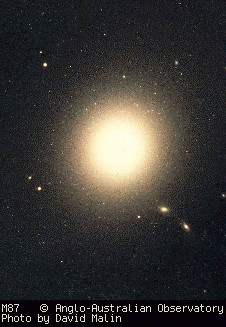 M87 © Anglo-Australian Observatory
Photo by David Malin